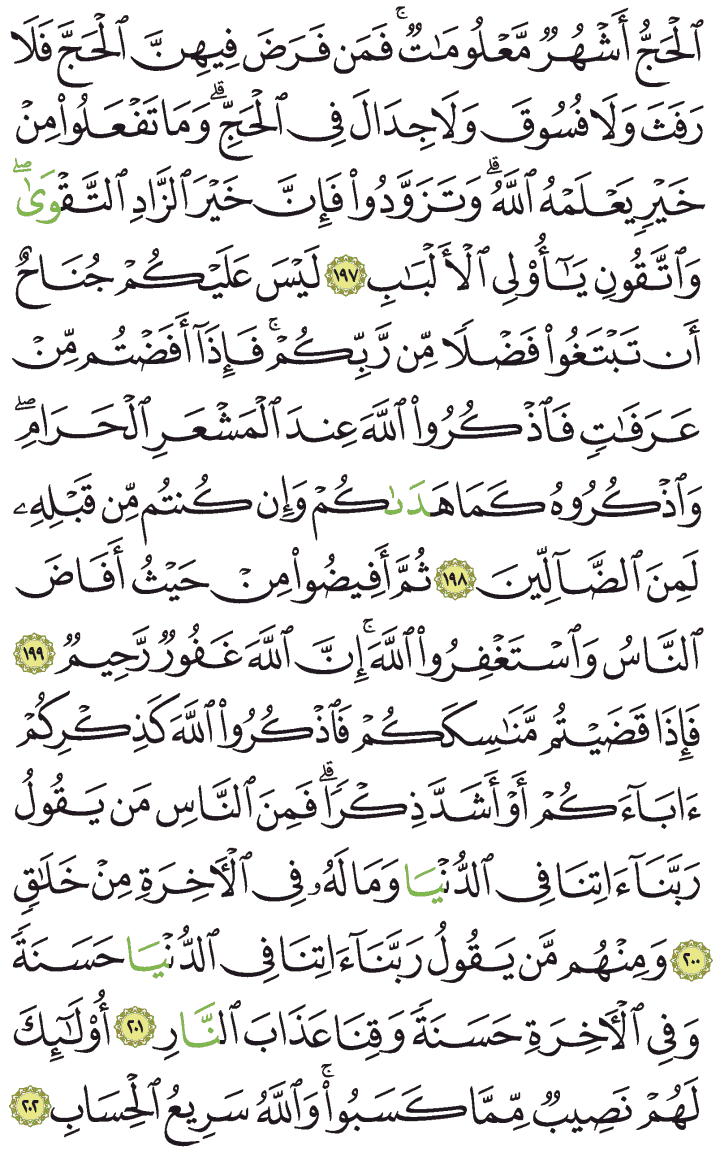 ٱلْحَجُّ أَشْهُرٌ مَّعْلُومَٰتٌ ۚ فَمَن فَرَضَ فِيهِنَّ ٱلْحَجَّ فَلَا
رَفَثَ وَلَا فُسُوقَ وَلَا جِدَالَ فِى ٱلْحَجِّ ۗ وَمَا تَفْعَلُوا۟ مِنْ
خَيْرٍ يَعْلَمْهُ ٱللَّهُ ۗ وَتَزَوَّدُوا۟ فَإِنَّ خَيْرَ ٱلزَّادِ ٱلتَّقْوَىٰ ۖ
وَٱتَّقُونِ يَٰٓأُو۟لِى ٱلْأَلْبَٰبِ ١٩٧ لَيْسَ عَلَيْكُمْ جُنَاحٌ
أَن تَبْتَغُوا۟ فَضْلًا مِّن رَّبِّكُمْ ۚ فَإِذَآ أَفَضْتُم مِّنْ
عَرَفَٰتٍ فَٱذْكُرُوا۟ ٱللَّهَ عِندَ ٱلْمَشْعَرِ ٱلْحَرَامِ ۖ
وَٱذْكُرُوهُ كَمَا هَدَىٰكُمْ وَإِن كُنتُم مِّن قَبْلِهِۦ
لَمِنَ ٱلضَّآلِّينَ ١٩٨ ثُمَّ أَفِيضُوا۟ مِنْ حَيْثُ أَفَاضَ
ٱلنَّاسُ وَٱسْتَغْفِرُوا۟ ٱللَّهَ ۚ إِنَّ ٱللَّهَ غَفُورٌ رَّحِيمٌ ١٩٩
فَإِذَا قَضَيْتُم مَّنَٰسِكَكُمْ فَٱذْكُرُوا۟ ٱللَّهَ كَذِكْرِكُمْ
ءَابَآءَكُمْ أَوْ أَشَدَّ ذِكْرًا ۗ فَمِنَ ٱلنَّاسِ مَن يَقُولُ
رَبَّنَآ ءَاتِنَا فِى ٱلدُّنْيَا وَمَا لَهُۥ فِى ٱلْأَخِرَةِ مِنْ خَلَٰقٍ
٢٠٠ وَمِنْهُم مَّن يَقُولُ رَبَّنَآ ءَاتِنَا فِى ٱلدُّنْيَا حَسَنَةً
وَفِى ٱلْأَخِرَةِ حَسَنَةً وَقِنَا عَذَابَ ٱلنَّارِ ٢٠١ أُو۟لَٰٓئِكَ
لَهُمْ نَصِيبٌ مِّمَّا كَسَبُوا۟ ۚ وَٱللَّهُ سَرِيعُ ٱلْحِسَابِ ٢٠٢